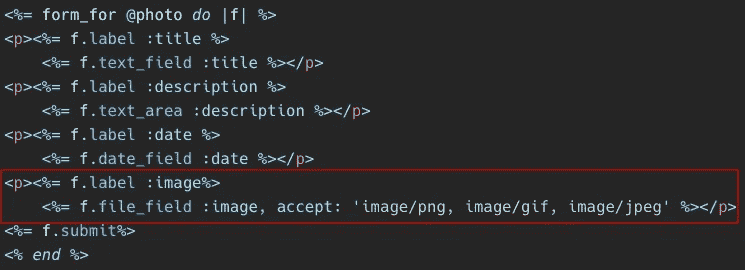 <%= form_for @photo do |f| %>
<p><%= f.label :title %>
    <%= f.text_field :title %></p>
<p><%= f.label :description %>
    <%= f.text_area :description %></p>
<p><%= f.label :date %>
    <%= f.date_field :date %></p>
<p><%= f.label :image%>
    <%= f.file_field :image, accept: 'image/png, image/gif, image/jpeg' %></p>
<%= f.submit%>
<% end %>